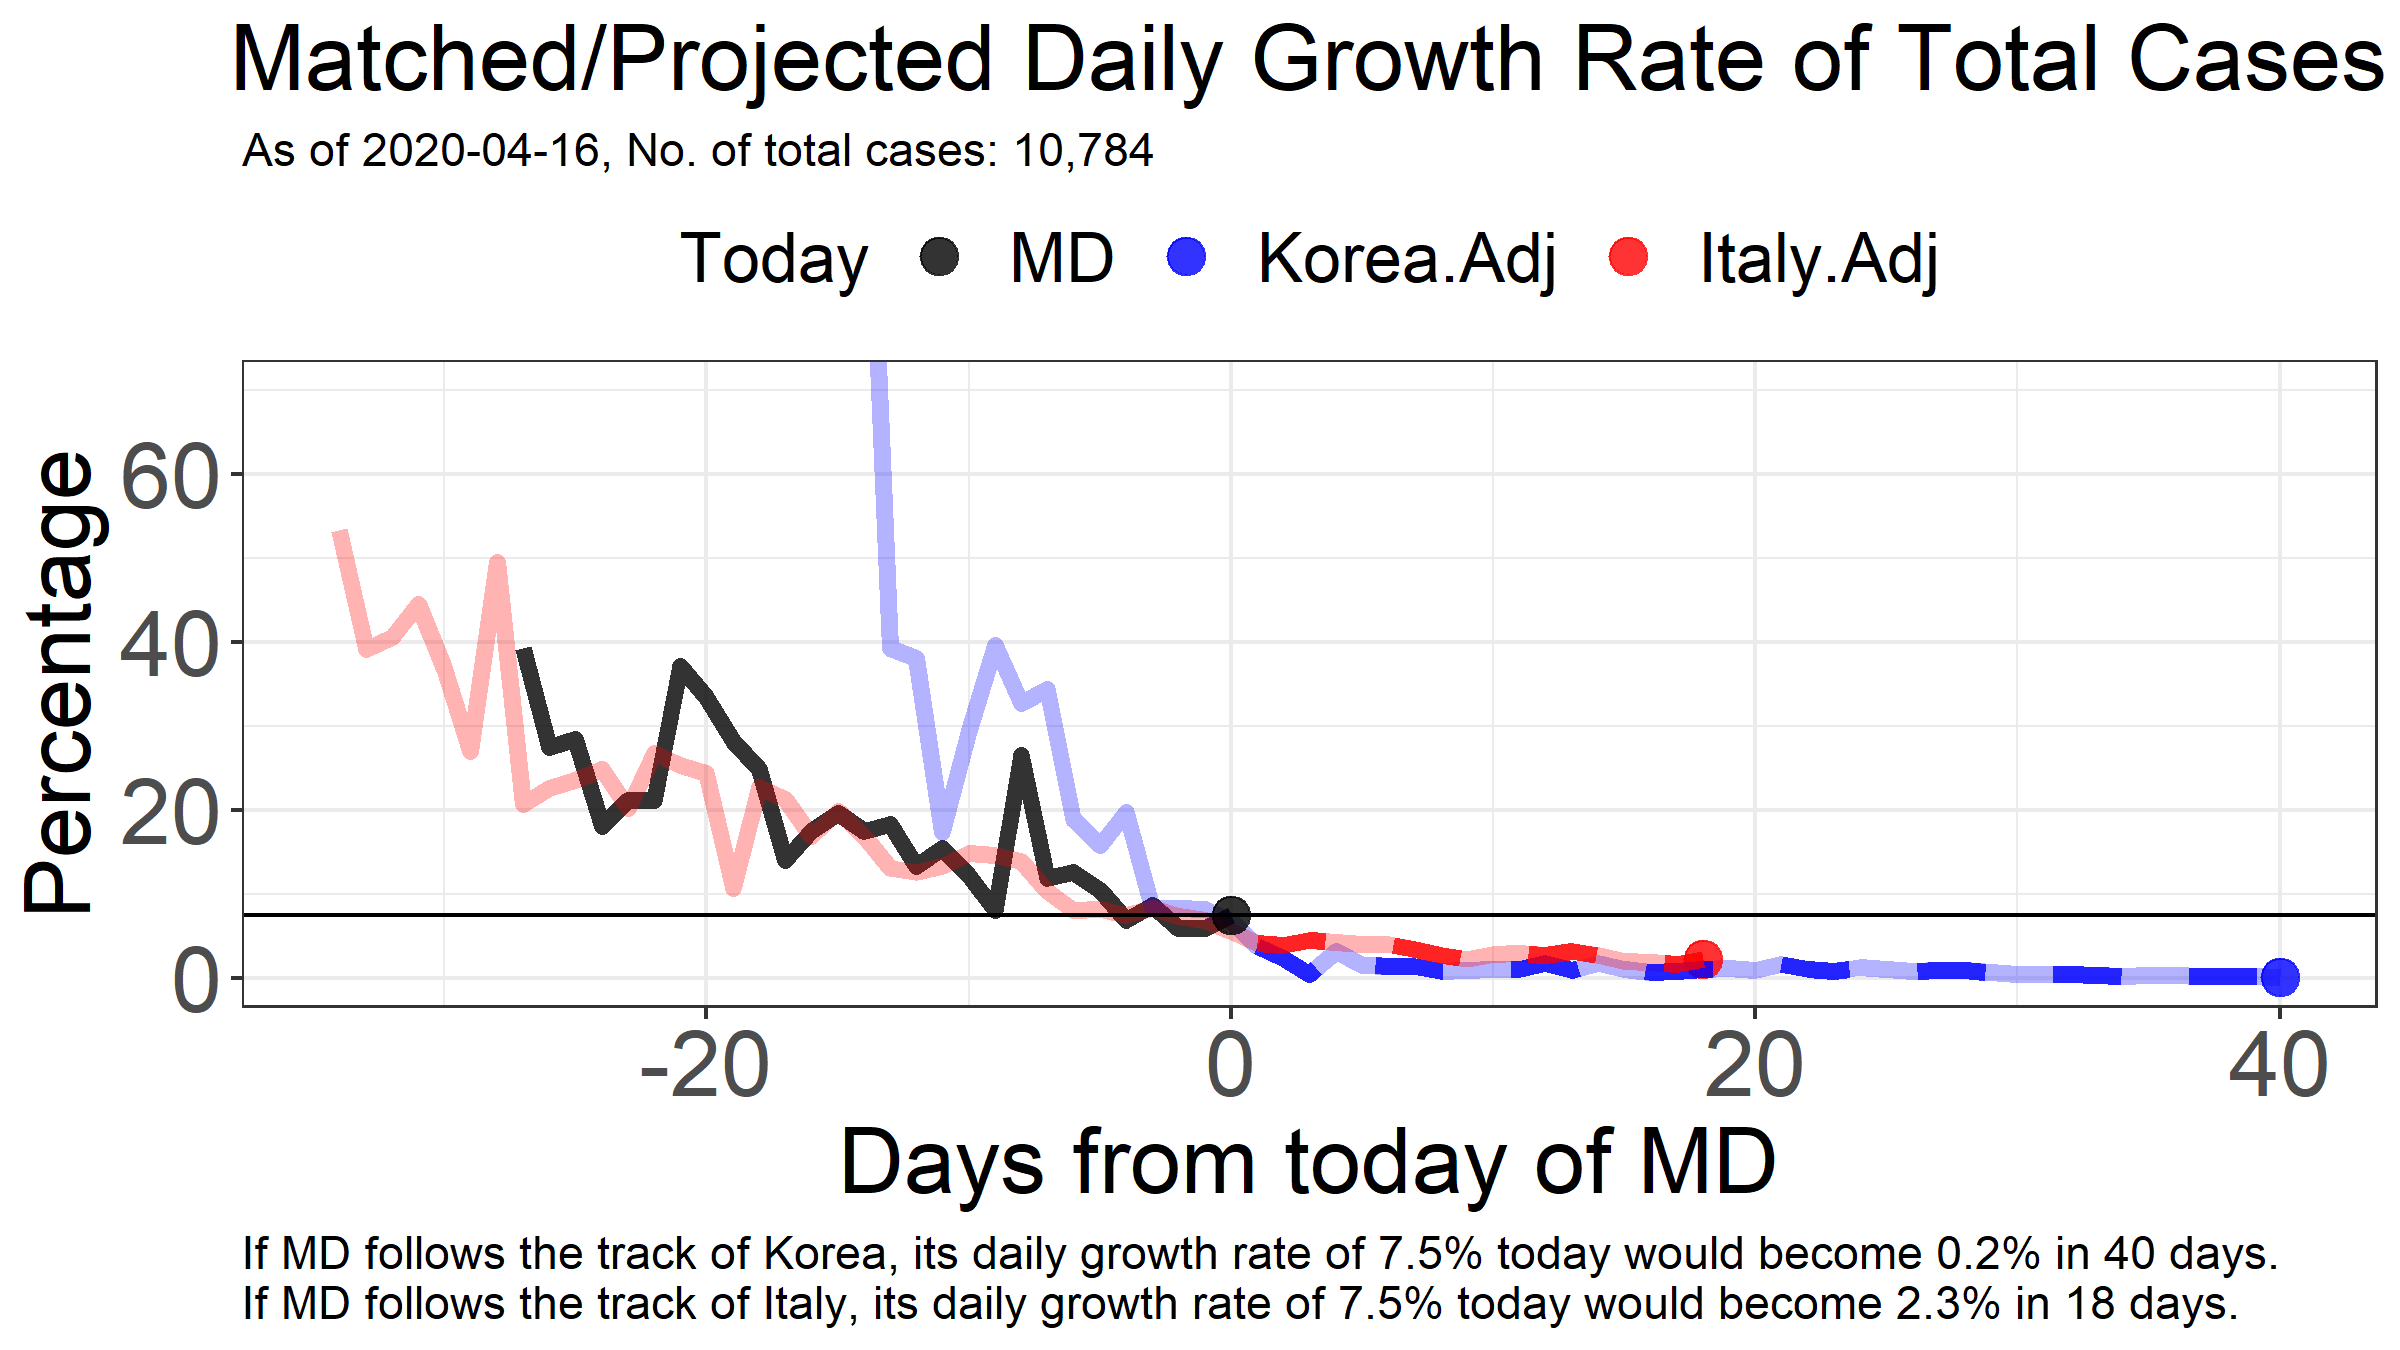 Matched/Projected Daily Growth Rate of Total Cases
As of 2020-04-16, No. of total cases: 10,784
Today MD Korea.Adj Italy.Adj
Percentage
60
40
20
0
-20 0 20 40
Days from today of MD
If MD follows the track of Korea, its daily growth rate of 7.5% today would become 0.2% in 40 days.
If MD follows the track of Italy, its daily growth rate of 7.5% today would become 2.3% in 18 days.